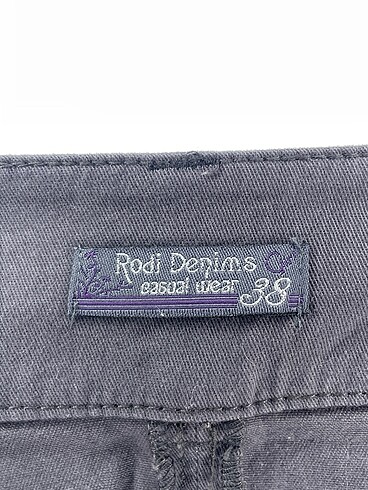 Rodi Denims
casual wear 38